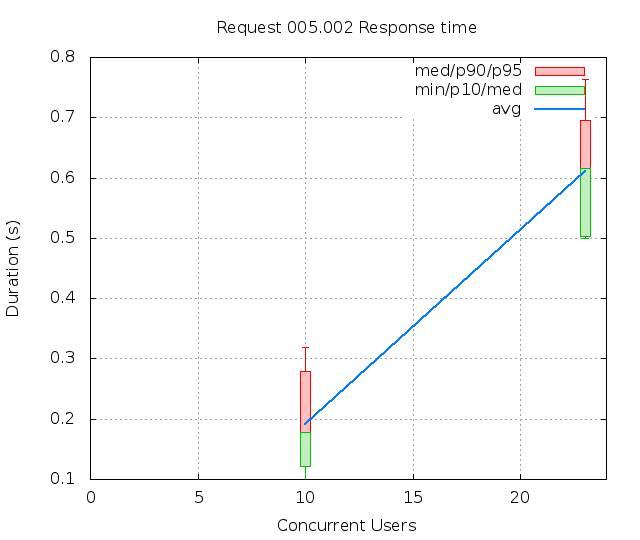 Request 005.002 Response time
med/p90/p95
min/p10/med
avg
0.8
0.7
0.6
0.5
0.4
0.3
0.2
0.1
Duration (s)
0 5 10 15 20
Concurrent Users